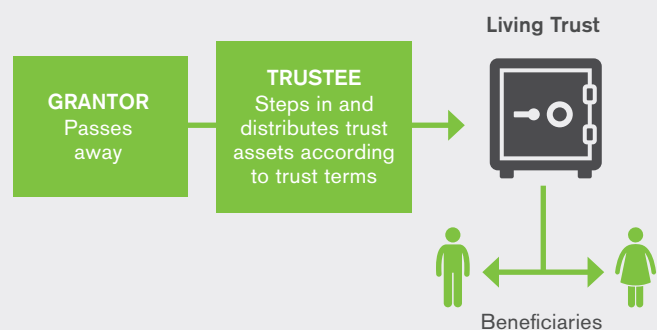 Living Trust
GRANTOR
Passes
away
TRUSTEE
Steps in and
distributes trust
assets according
to trust terms
Beneficiaries